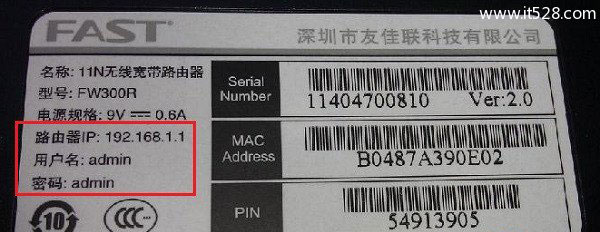 www.it528.com
FAST
深圳市友佳联科技有限公司
名称: 11N无线宽带路由器
型号: FW300R
电源规格: 9V 0.6A
路由器IP: 192.168.1.1
用户名: admin
密码: admin
10
CCC
Serial Number
11404700810 Ver:2.0
MAC Address
B0487A390E02
PIN
54913905